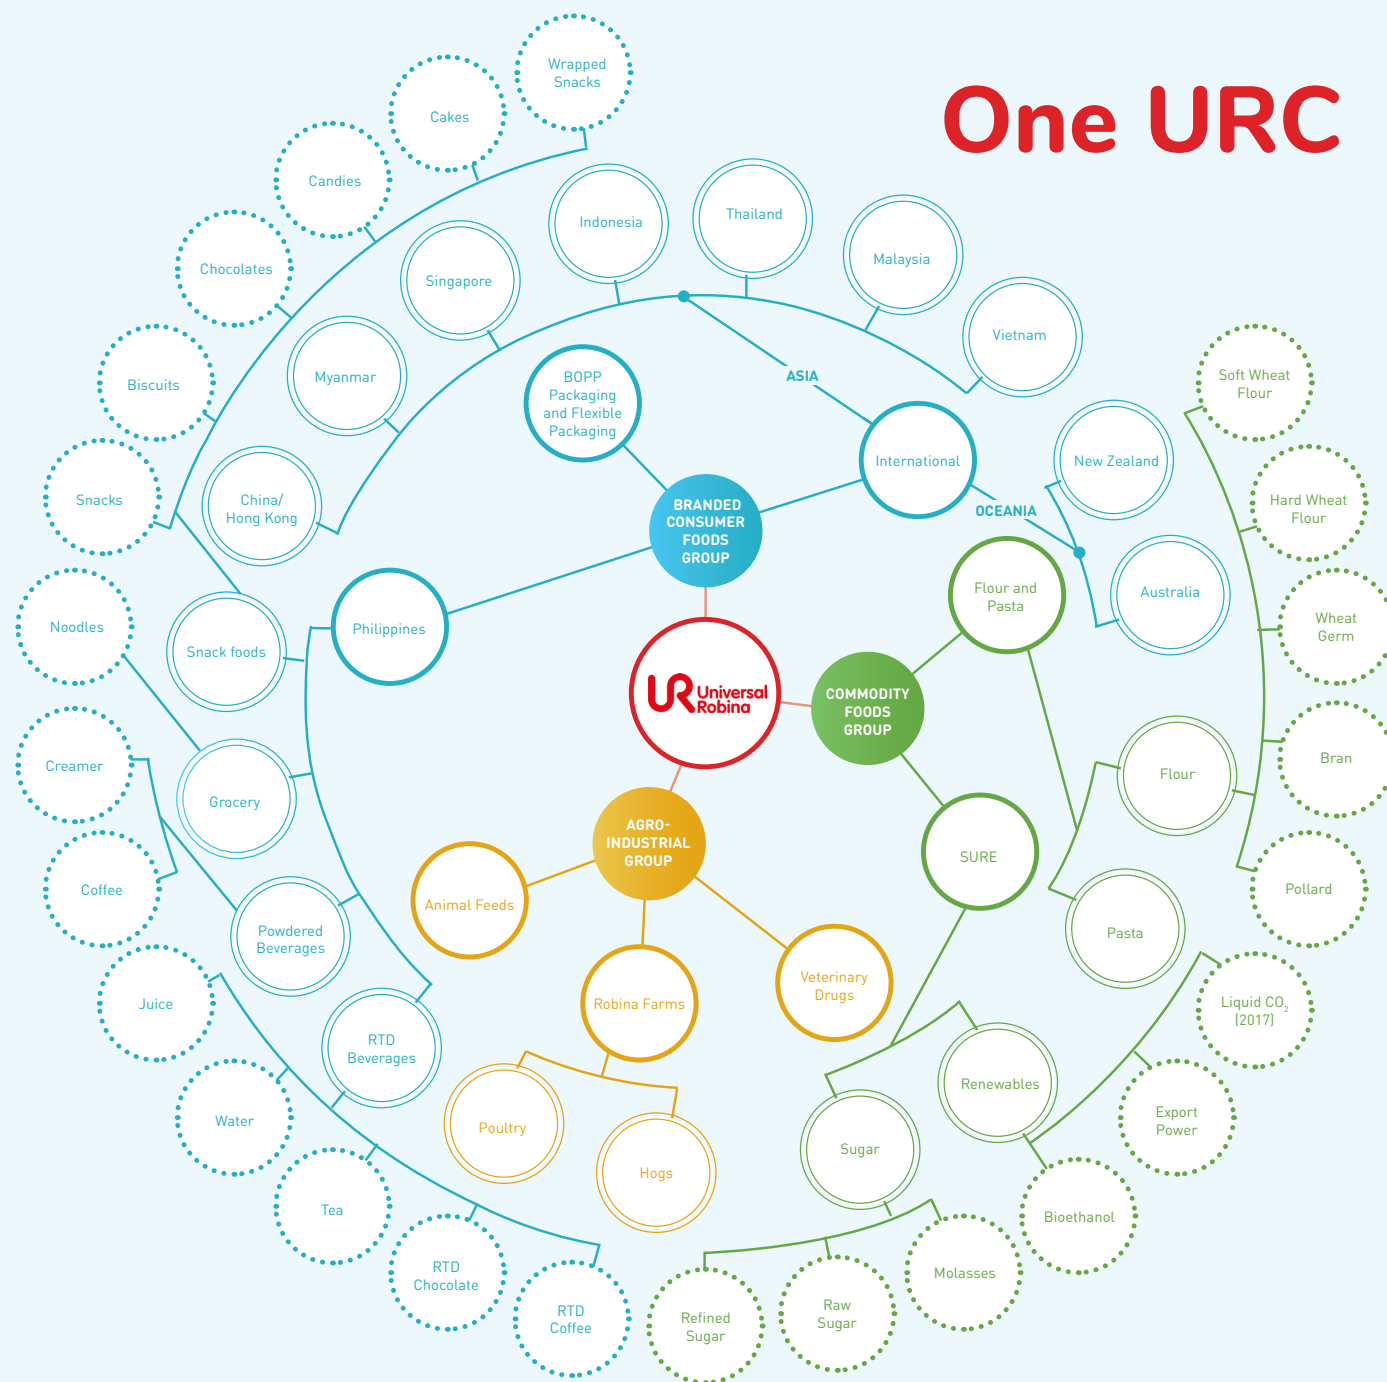 One URC
Wrapped
Snacks
Cakes
Candies
Chocolates
Biscuits
Snacks
Indonesia
Thailand
Malaysia
Vietnam
Singapore
Myanmar
China/
Hong Kong
BOPP
Packaging
and Flexible
Packaging
ASIA
International
OCEANIA
New Zealand
Australia
BRANDED
CONSUMER
FOODS
GROUP
Philippines
Snack foods
Noodles
Grocery
Creamer
Coffee
Powdered
Beverages
Juice
Water
RTD
Beverages
Tea
RTD
Chocolate
RTD
Coffee
UR Universal
Robina
COMMODITY
FOODS
GROUP
Flour and
Pasta
Soft Wheat
Flour
Hard Wheat
Flour
Wheat
Germ
Bran
Pollard
Flour
Pasta
SURE
Renewables
Sugar
Liquid CO₂
(2017)
Export
Power
Bioethanol
Molasses
Raw
Sugar
Refined
Sugar
AGRO-
INDUSTRIAL
GROUP
Animal Feeds
Robina Farms
Veterinary
Drugs
Poultry
Hogs